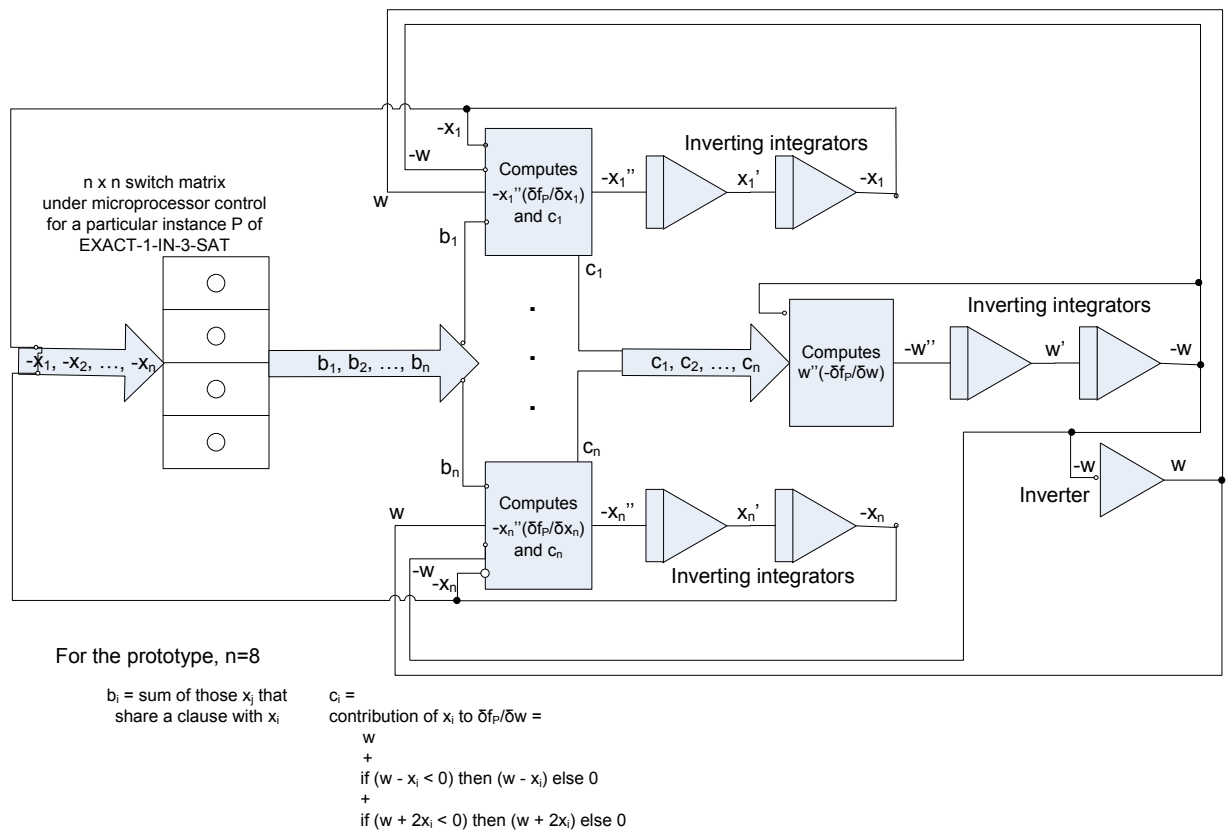 -x₁
-w
w
Computes
-x₁''(δfₚ/δx₁)
and c₁
-x₁''
Inverting integrators
x₁'
-x₁
n x n switch matrix
under microprocessor control
for a particular instance P of
EXACT-1-IN-3-SAT
b₁
c₁
-x₁, -x₂, …, -xₙ
b₁, b₂, …, bₙ
.
.
.
c₁, c₂, …, cₙ
Computes
w''(-δfₚ/δw)
-w''
Inverting integrators
w'
-w
bₙ
cₙ
w
-w
-xₙ
Computes
-xₙ''(δfₚ/δxₙ)
and cₙ
-xₙ''
xₙ'
-xₙ
Inverting integrators
-w
w
Inverter
For the prototype, n=8
bᵢ = sum of those xⱼ that
share a clause with xᵢ
cᵢ =
contribution of xᵢ to δfₚ/δw =
w
+
if (w - xᵢ < 0) then (w - xᵢ) else 0
+
if (w + 2xᵢ < 0) then (w + 2xᵢ) else 0